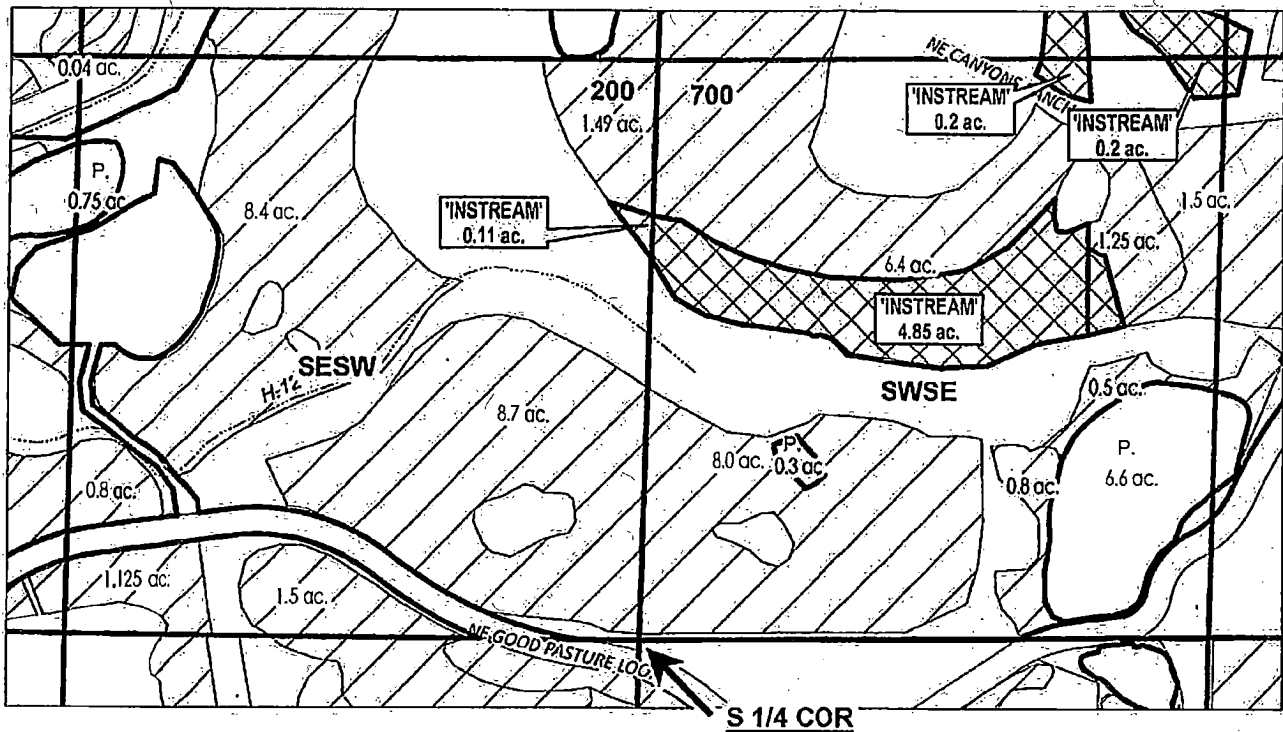 0.04 ac.
200
700
1.49 ac.
NE CANYONS
'INSTREAM'
0.2 ac.
'INSTREAM'
0.2 ac.
P.
0.75 ac
8.4 ac.
'INSTREAM'
0.11 ac.
1.5 ac.
1.25 ac.
6.4 ac.
'INSTREAM'
4.85 ac.
SESW
SWSE
8.7 ac.
0.5 ac.
P.
8.0 ac.
0.3 ac
P.
6.6 ac.
0.8 ac.
0.8 ac.
1.125 ac.
1.5 ac.
NE GOOD PASTURE
S 1/4 COR